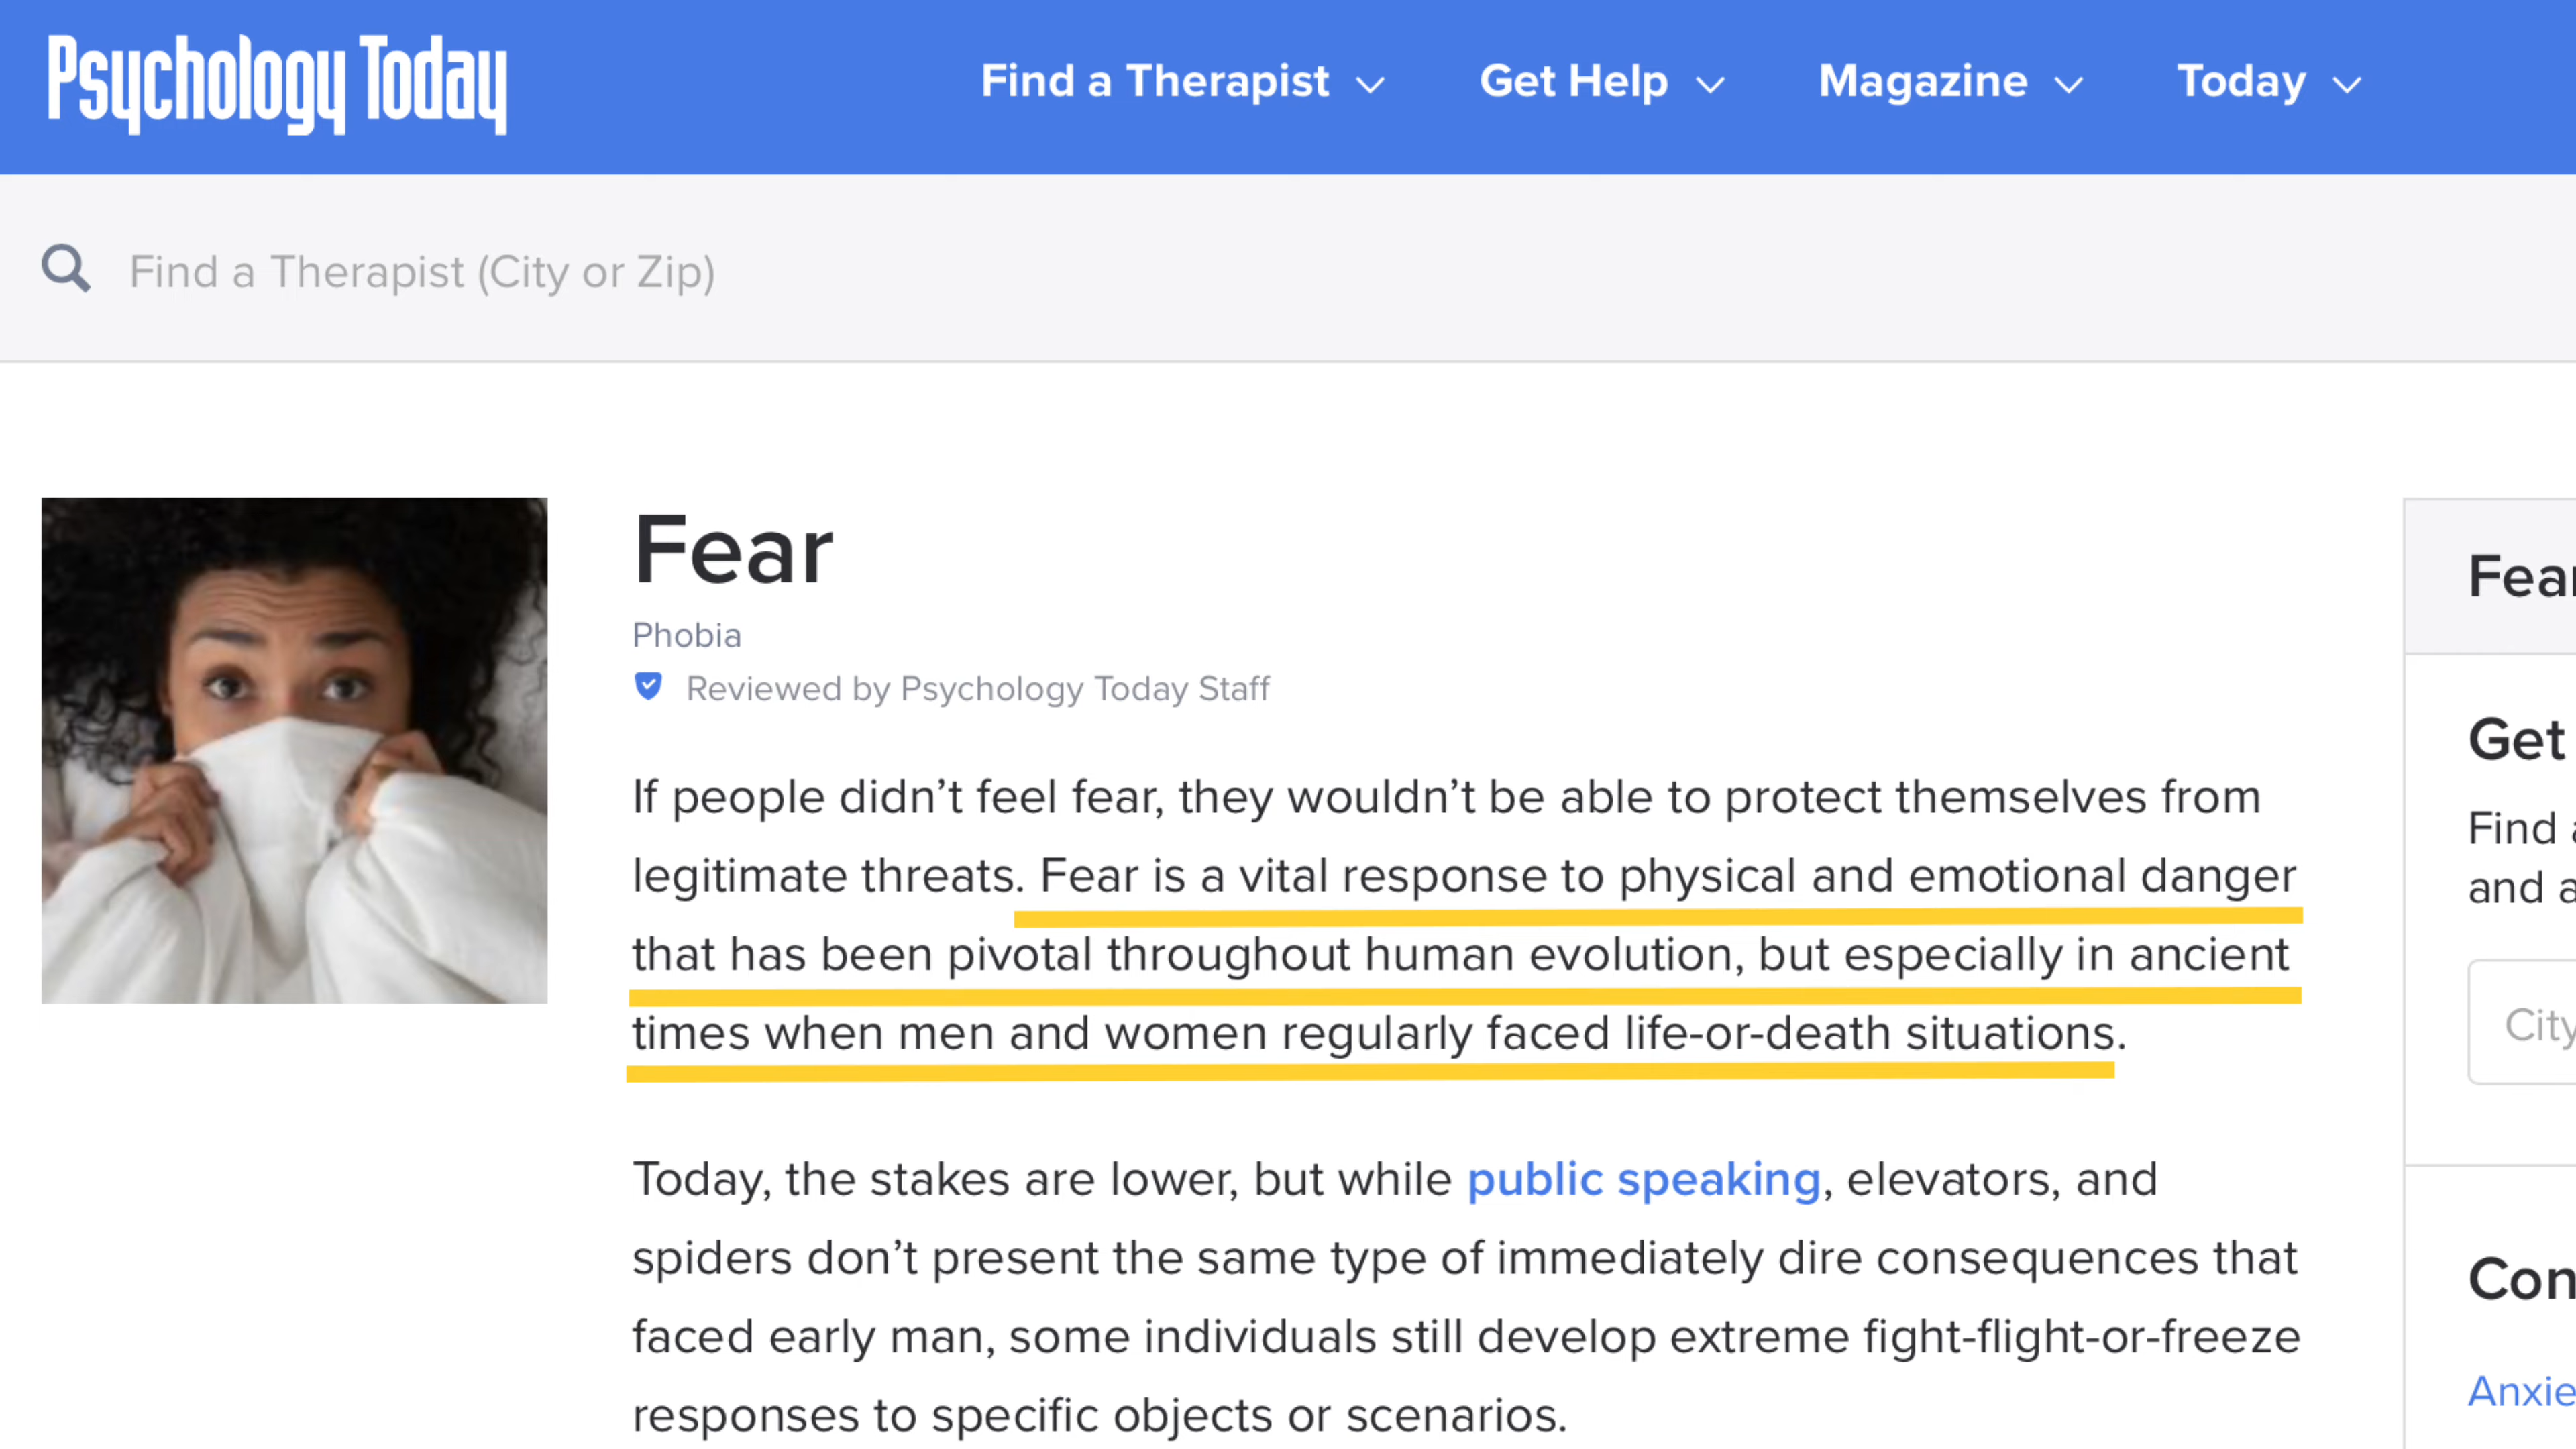 Psychology Today
Find a Therapist
Get Help
Magazine
Today
Find a Therapist (City or Zip)
Fear
Phobia
Reviewed by Psychology Today Staff
If people didn’t feel fear, they wouldn’t be able to protect themselves from
legitimate threats. Fear is a vital response to physical and emotional danger
that has been pivotal throughout human evolution, but especially in ancient
times when men and women regularly faced life-or-death situations.
Today, the stakes are lower, but while public speaking, elevators, and
spiders don’t present the same type of immediately dire consequences that
faced early man, some individuals still develop extreme fight-flight-or-freeze
responses to specific objects or scenarios.
Fear
Get
Find
and
City